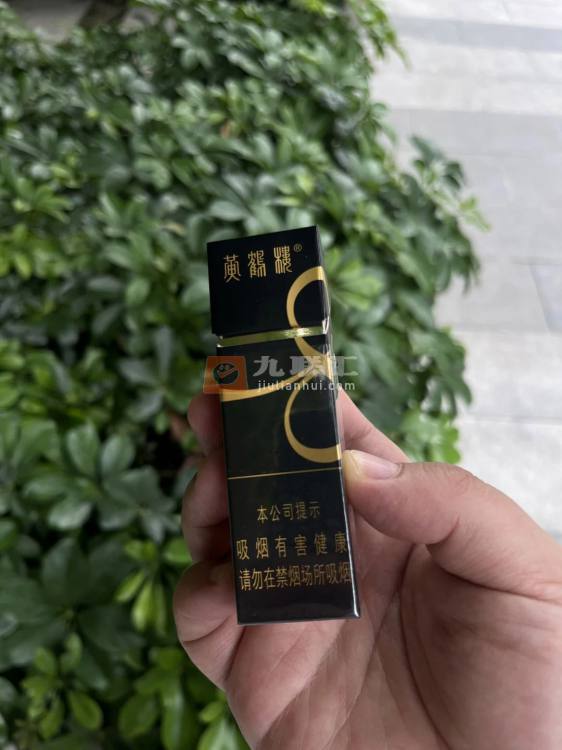 黄鹤楼®
九联汇
jiulianhui.com
本公司提示
吸烟有害健康
请勿在禁烟场所吸烟